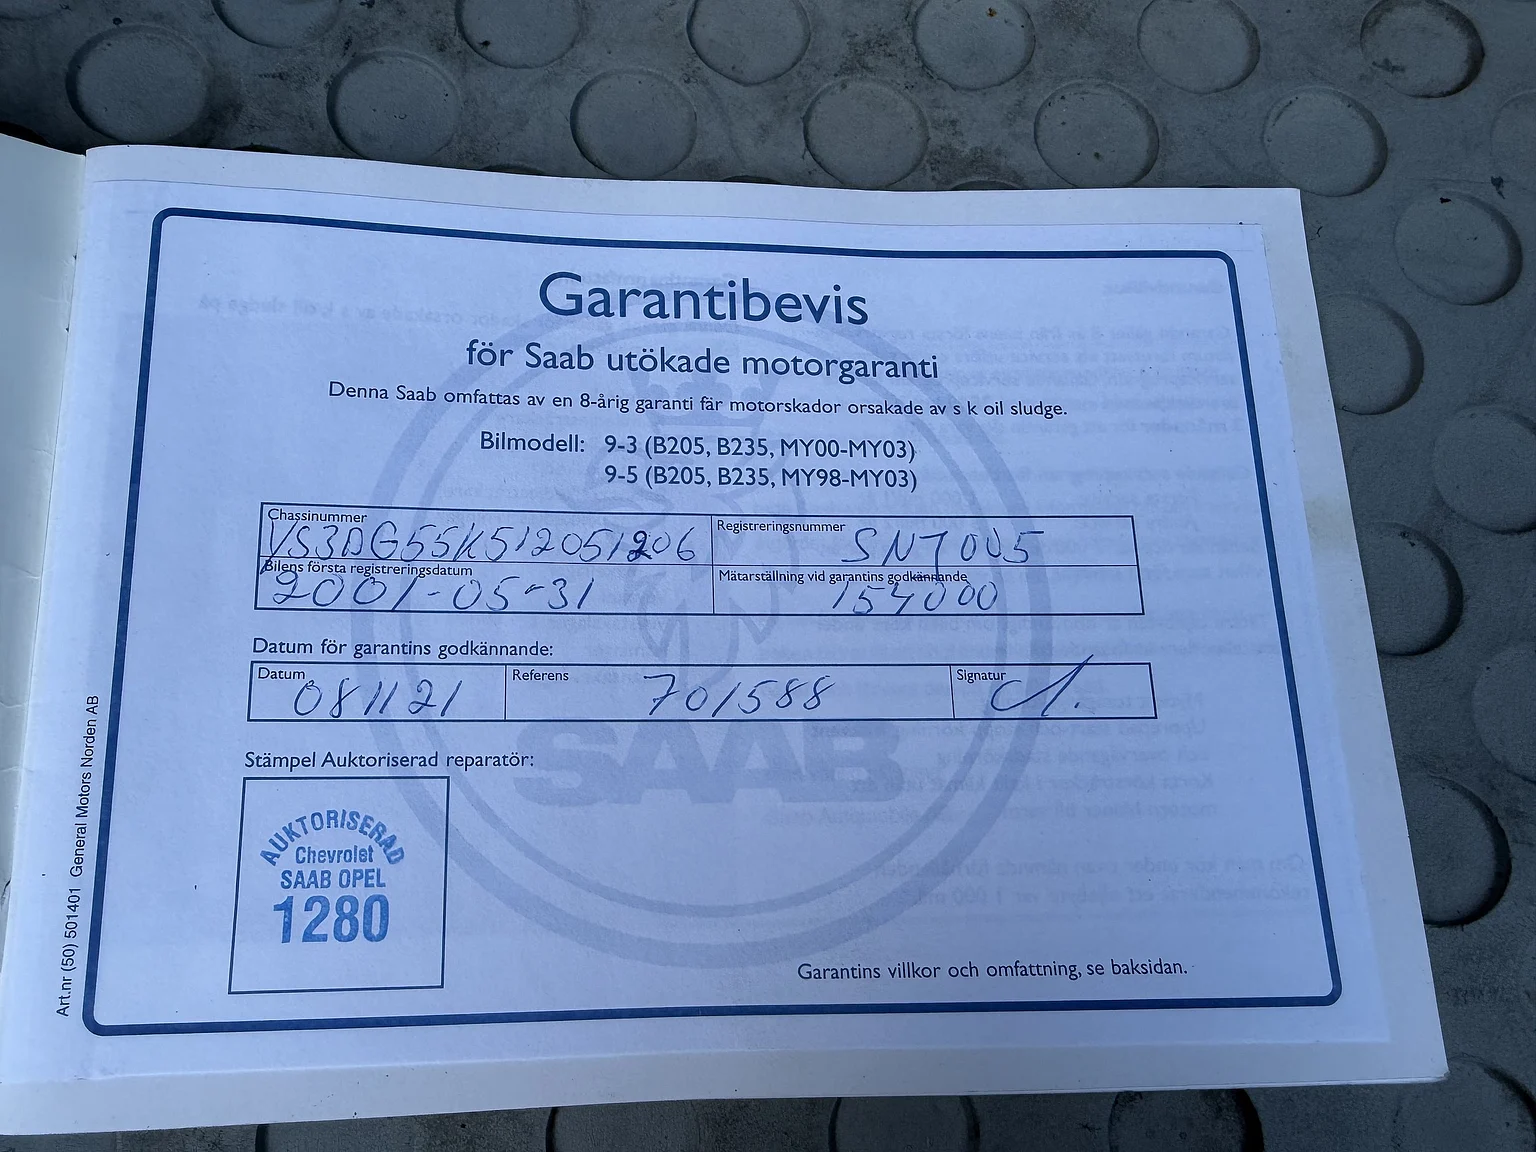 Garantibevis
för Saab utökade motorgaranti
Denna Saab omfattas av en 8-årig garanti fär motorskador orsakade av s k oil sludge.
Bilmodell: 9-3 (B205, B235, MY00-MY03)
9-5 (B205, B235, MY98-MY03)
Chassinummer
VS3DG55K512051206
Registreringsnummer
SNT005
Bilens första registreringsdatum
2001-05-31
Mätarställning vid garantins godkännande
154000
Datum för garantins godkännande:
Datum
081121
Referens
701588
Signatur
SAAB
Stämpel Auktoriserad reparatör:
AUKTORISERAD
Chevrolet
SAAB OPEL
1280
Garantins villkor och omfattning, se baksidan.
Art.nr (50) 501401 General Motors Norden AB